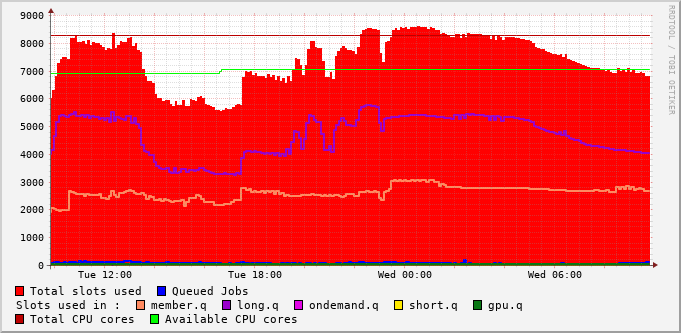 9000
8000
7000
6000
5000
4000
3000
2000
1000
0
Tue 12:00 Tue 18:00 Wed 00:00 Wed 06:00
RRDTOOL / TOBI OETIKER
Total slots used Queued Jobs
Slots used in : member.q long.q ondemand.q short.q gpu.q
Total CPU cores Available CPU cores